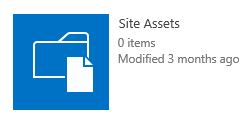 Site Assets
0 items
Modified 3 months ago